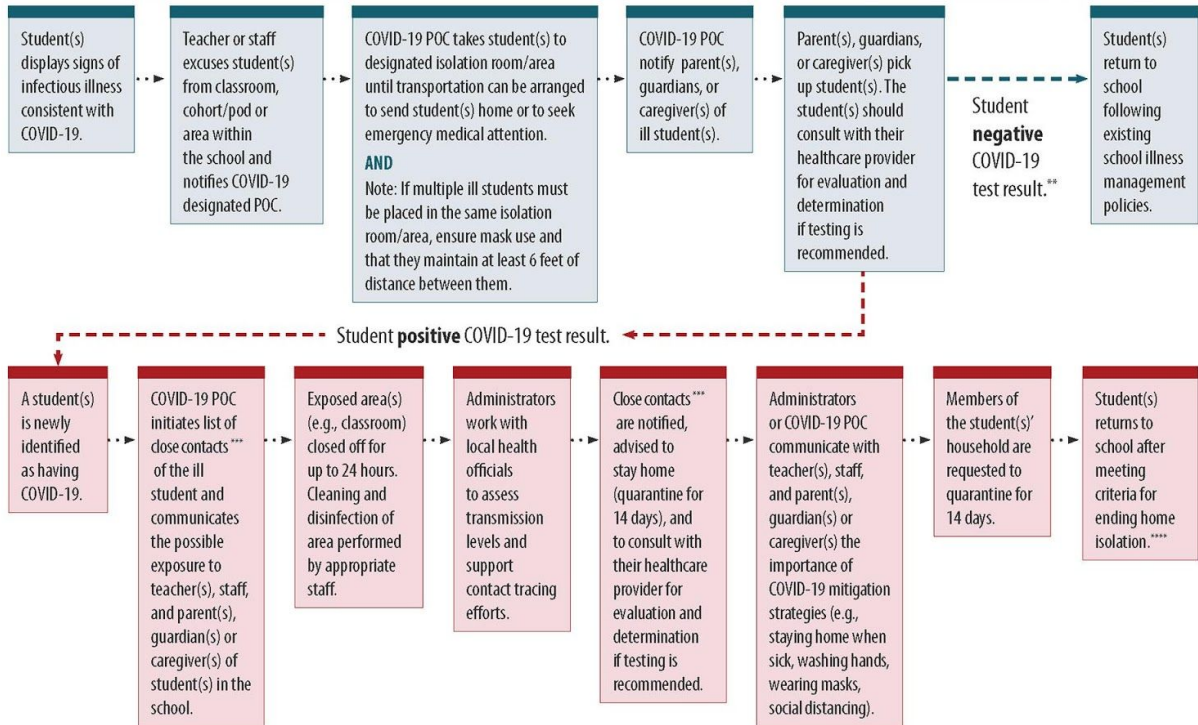 Student(s)
displays signs of
infectious illness
consistent with
COVID-19.
Teacher or staff
excuses student(s)
from classroom,
cohort/pod or
area within
the school and
notifies COVID-19
designated POC.
COVID-19 POC takes student(s) to
designated isolation room/area
until transportation can be arranged
to send student(s) home or to seek
emergency medical attention.
AND
Note: If multiple ill students must
be placed in the same isolation
room/area, ensure mask use and
that they maintain at least 6 feet of
distance between them.
COVID-19 POC
notify parent(s),
guardians, or
caregiver(s) of
ill student(s).
Parent(s), guardians,
or caregiver(s) pick
up student(s). The
student(s) should
consult with their
healthcare provider
for evaluation and
determination
if testing is
recommended.
Student
negative
COVID-19
test result.**
Student(s)
return to
school
following
existing
school illness
management
policies.
Student positive COVID-19 test result.
A student(s)
is newly
identified
as having
COVID-19.
COVID-19 POC
initiates list of
close contacts***
of the ill
student and
communicates
the possible
exposure to
teacher(s), staff,
and parent(s),
guardian(s) or
caregiver(s) of
student(s) in the
school.
Exposed area(s)
(e.g., classroom)
closed off for
up to 24 hours.
Cleaning and
disinfection of
area performed
by appropriate
staff.
Administrators
work with
local health
officials
to assess
transmission
levels and
support
contact tracing
efforts.
Close contacts***
are notified,
advised to
stay home
(quarantine for
14 days), and
to consult with
their healthcare
provider for
evaluation and
determination
if testing is
recommended.
Administrators
or COVID-19 POC
communicate with
teacher(s), staff,
and parent(s),
guardian(s) or
caregiver(s) the
importance of
COVID-19 mitigation
strategies (e.g.,
staying home when
sick, washing hands,
wearing masks,
social distancing).
Members of
the student(s)'
household are
requested to
quarantine for
14 days.
Student(s)
returns to
school after
meeting
criteria for
ending home
isolation.****